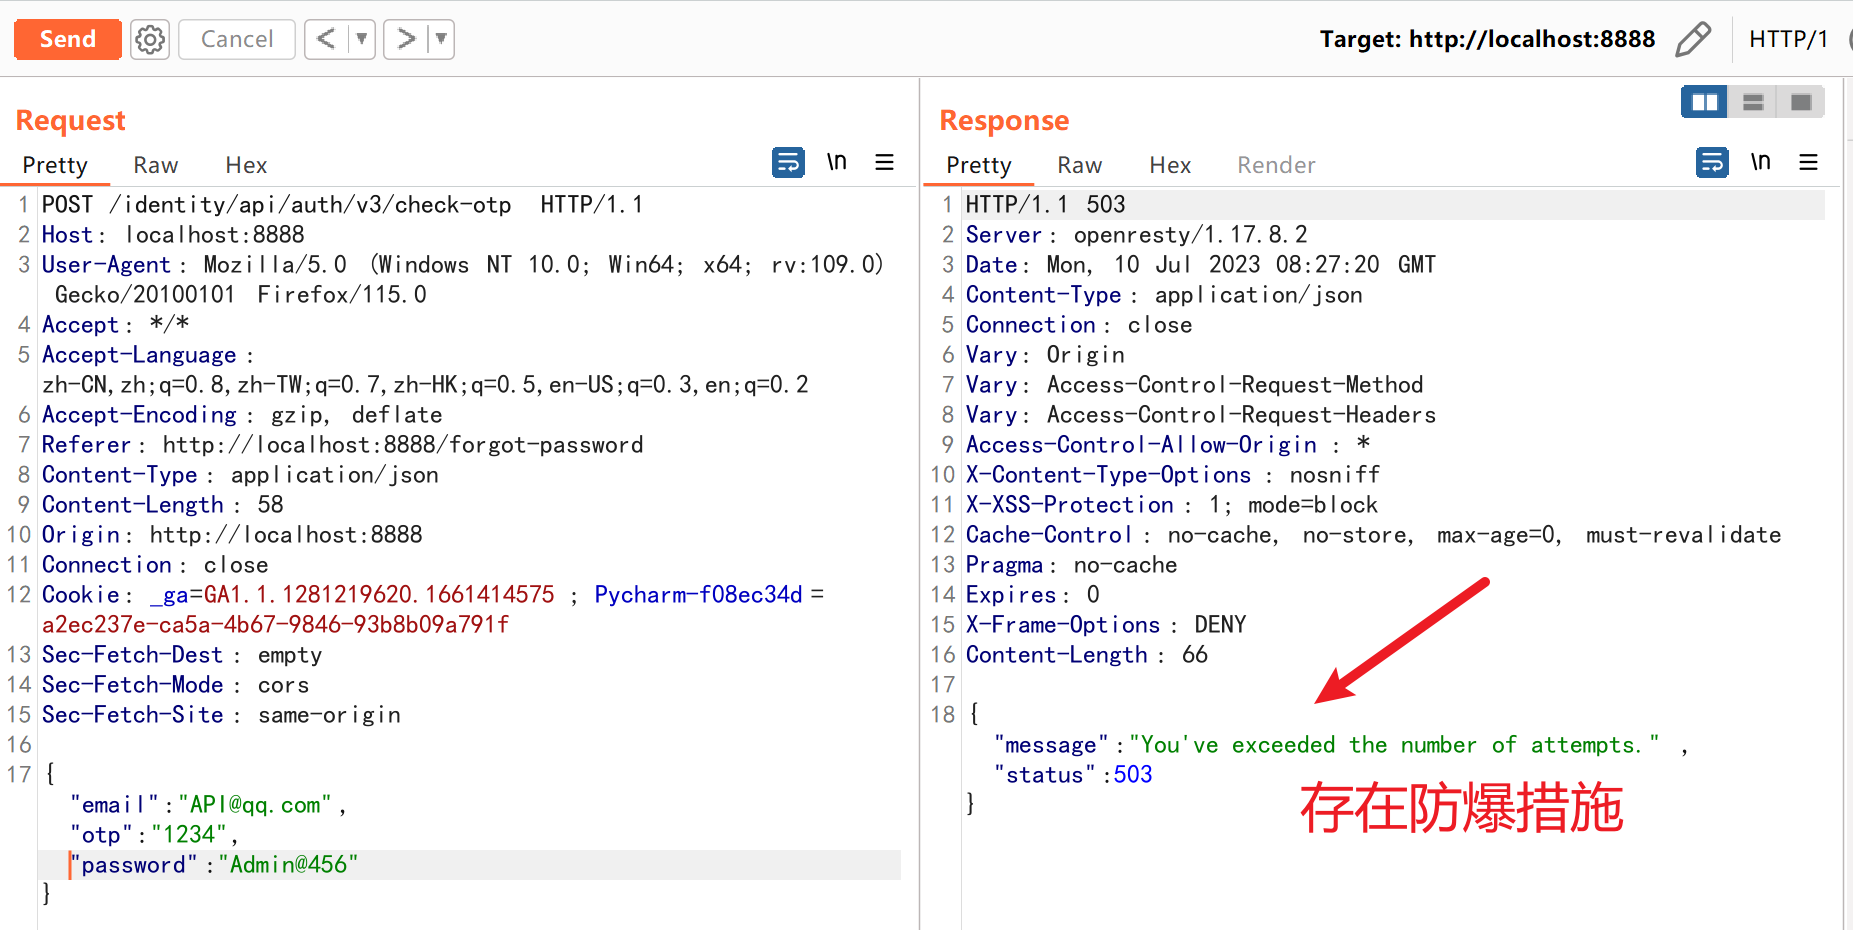 Send Cancel < ▼ > ▼ Target: http://localhost:8888 HTTP/1
Request
Pretty Raw Hex \n
1 POST /identity/api/auth/v3/check-otp HTTP/1.1
2 Host: localhost:8888
3 User-Agent: Mozilla/5.0 (Windows NT 10.0; Win64; x64; rv:109.0)
Gecko/20100101 Firefox/115.0
4 Accept: */*
5 Accept-Language:
zh-CN,zh;q=0.8,zh-TW;q=0.7,zh-HK;q=0.5,en-US;q=0.3,en;q=0.2
6 Accept-Encoding: gzip, deflate
7 Referer: http://localhost:8888/forgot-password
8 Content-Type: application/json
9 Content-Length: 58
10 Origin: http://localhost:8888
11 Connection: close
12 Cookie: _ga=GA1.1.1281219620.1661414575 ; Pycharm-f08ec34d=
a2ec237e-ca5a-4b67-9846-93b8b09a791f
13 Sec-Fetch-Dest: empty
14 Sec-Fetch-Mode: cors
15 Sec-Fetch-Site: same-origin
16
17 {
"email":"API@qq.com",
"otp":"1234",
"password":"Admin@456"
}
Response
Pretty Raw Hex Render \n
1 HTTP/1.1 503
2 Server: openresty/1.17.8.2
3 Date: Mon, 10 Jul 2023 08:27:20 GMT
4 Content-Type: application/json
5 Connection: close
6 Vary: Origin
7 Vary: Access-Control-Request-Method
8 Vary: Access-Control-Request-Headers
9 Access-Control-Allow-Origin : *
10 X-Content-Type-Options : nosniff
11 X-XSS-Protection : 1; mode=block
12 Cache-Control: no-cache, no-store, max-age=0, must-revalidate
13 Pragma: no-cache
14 Expires: 0
15 X-Frame-Options: DENY
16 Content-Length: 66
17
18 {
"message":"You've exceeded the number of attempts." ,
"status":503
}
存在防爆措施